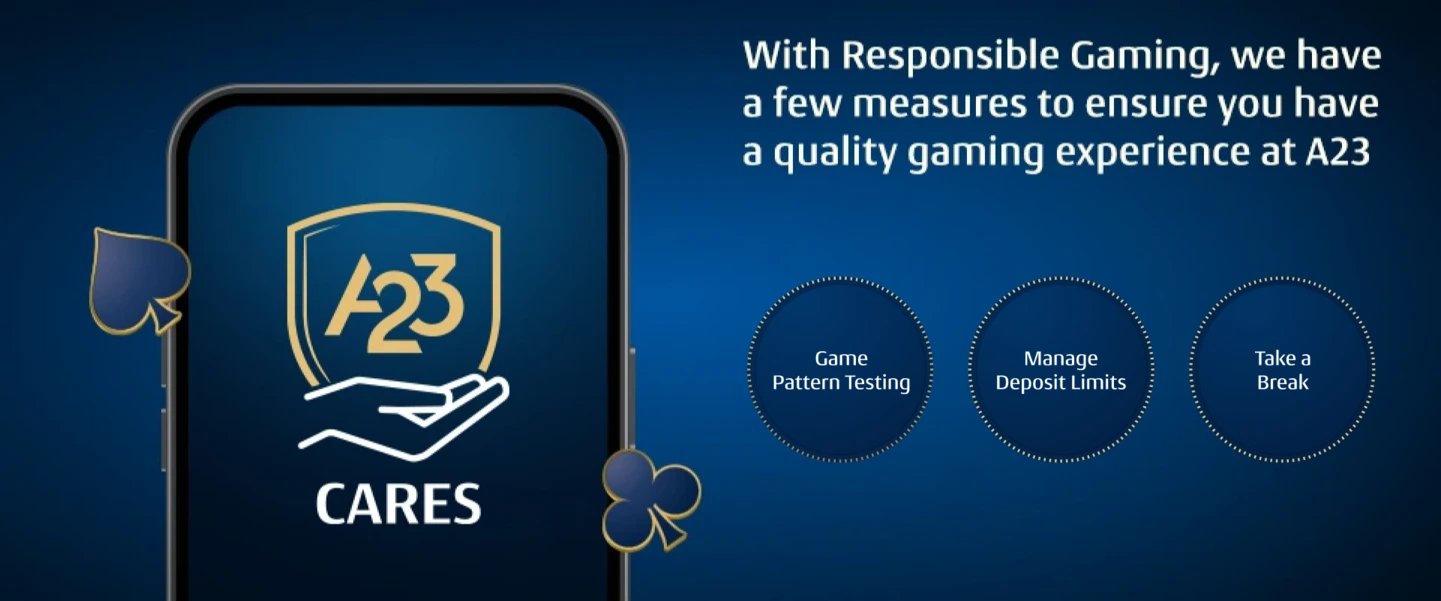 With Responsible Gaming, we have
a few measures to ensure you have
a quality gaming experience at A23
A23
CARES
Game
Pattern Testing
Manage
Deposit Limits
Take a
Break